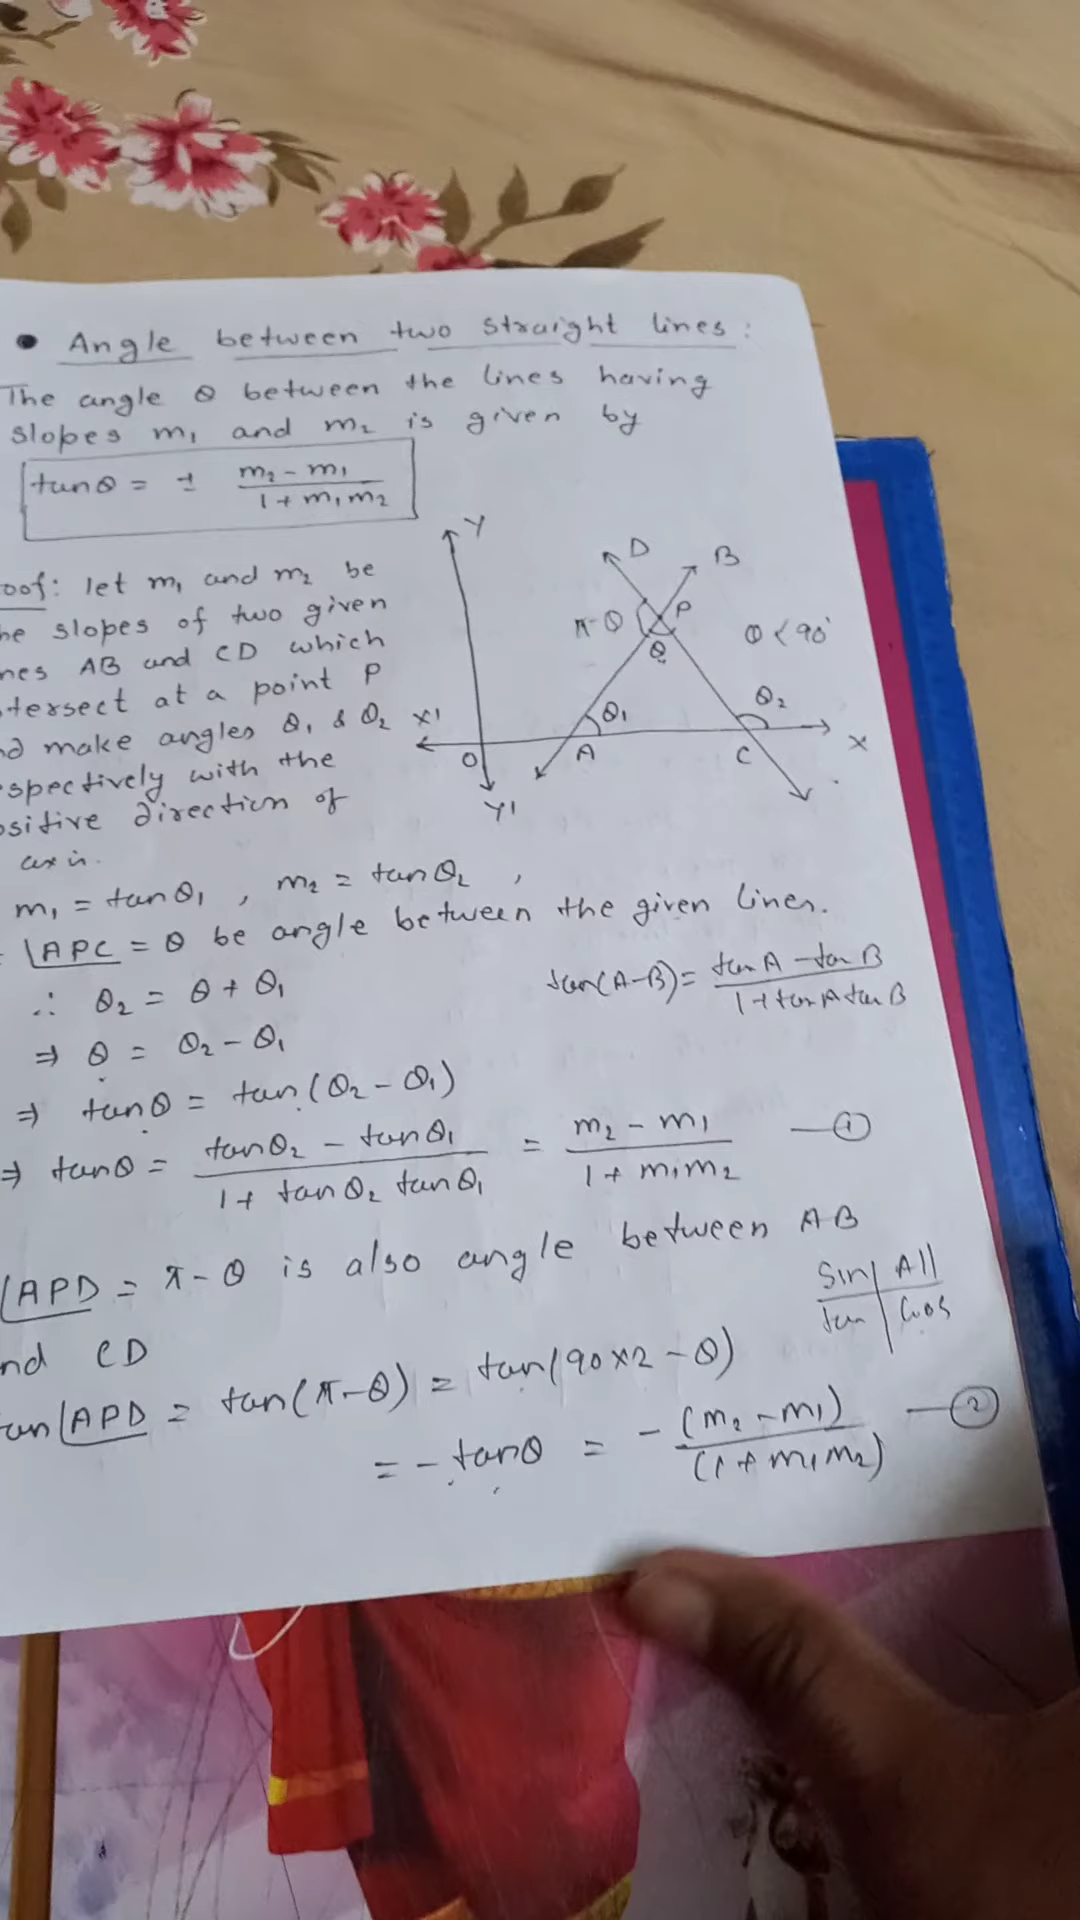 • Angle between two straight lines:
The angle θ between the lines having
slopes m₁ and m₂ is given by
tanθ = ± (m₂ - m₁)/(1 + m₁m₂)
oof: let m₁ and m₂ be
he slopes of two given
nes AB and CD which
tersect at a point P
nd make angles θ₁ & θ₂
spectively with the
ositive direction of
axis.
Y
D
B
π-θ
P
θ
θ < 90°
θ₁
θ₂
X'
O
A
C
X
Y'
m₁ = tanθ₁ , m₂ = tanθ₂ ,
∠APC = θ be angle between the given lines.
∴ θ₂ = θ + θ₁
tan(A-B) = (tanA - tanB)/(1 + tanA tanB)
⇒ θ = θ₂ - θ₁
⇒ tanθ = tan(θ₂ - θ₁)
⇒ tanθ = (tanθ₂ - tanθ₁)/(1 + tanθ₂ tanθ₁) = (m₂ - m₁)/(1 + m₁m₂) —①
∠APD = π-θ is also angle between AB
nd CD
Sin | All
tan | Cos
an∠APD = tan(π-θ) = tan(90×2-θ)
= -tanθ = -(m₂-m₁)/(1+m₁m₂) —②